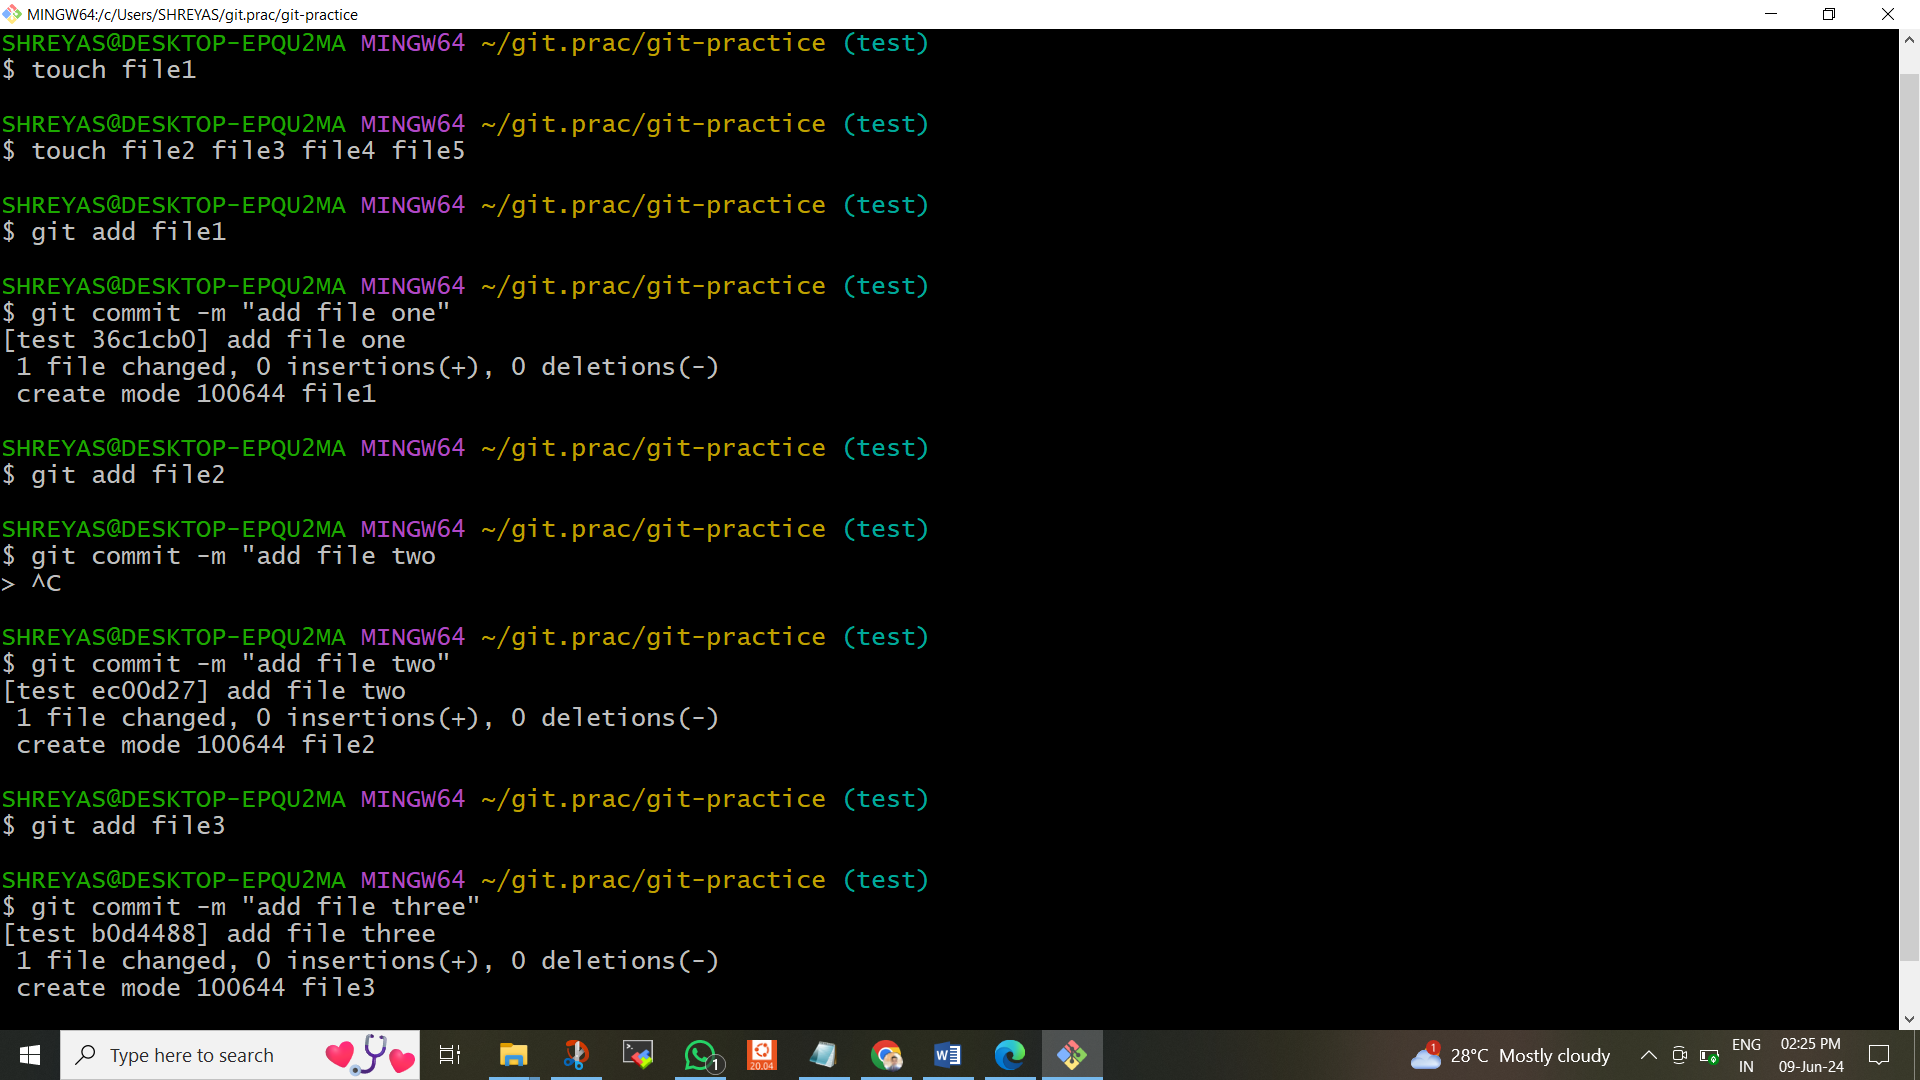 MINGW64:/c/Users/SHREYAS/git.prac/git-practice
SHREYAS@DESKTOP-EPQU2MA MINGW64 ~/git.prac/git-practice (test)
$ touch file1
SHREYAS@DESKTOP-EPQU2MA MINGW64 ~/git.prac/git-practice (test)
$ touch file2 file3 file4 file5
SHREYAS@DESKTOP-EPQU2MA MINGW64 ~/git.prac/git-practice (test)
$ git add file1
SHREYAS@DESKTOP-EPQU2MA MINGW64 ~/git.prac/git-practice (test)
$ git commit -m "add file one"
[test 36c1cb0] add file one
 1 file changed, 0 insertions(+), 0 deletions(-)
 create mode 100644 file1
SHREYAS@DESKTOP-EPQU2MA MINGW64 ~/git.prac/git-practice (test)
$ git add file2
SHREYAS@DESKTOP-EPQU2MA MINGW64 ~/git.prac/git-practice (test)
$ git commit -m "add file two
> ^C
SHREYAS@DESKTOP-EPQU2MA MINGW64 ~/git.prac/git-practice (test)
$ git commit -m "add file two"
[test ec00d27] add file two
 1 file changed, 0 insertions(+), 0 deletions(-)
 create mode 100644 file2
SHREYAS@DESKTOP-EPQU2MA MINGW64 ~/git.prac/git-practice (test)
$ git add file3
SHREYAS@DESKTOP-EPQU2MA MINGW64 ~/git.prac/git-practice (test)
$ git commit -m "add file three"
[test b0d4488] add file three
 1 file changed, 0 insertions(+), 0 deletions(-)
 create mode 100644 file3
Type here to search
1
20.04
W
1
28°C Mostly cloudy
ENG
IN
02:25 PM
09-Jun-24